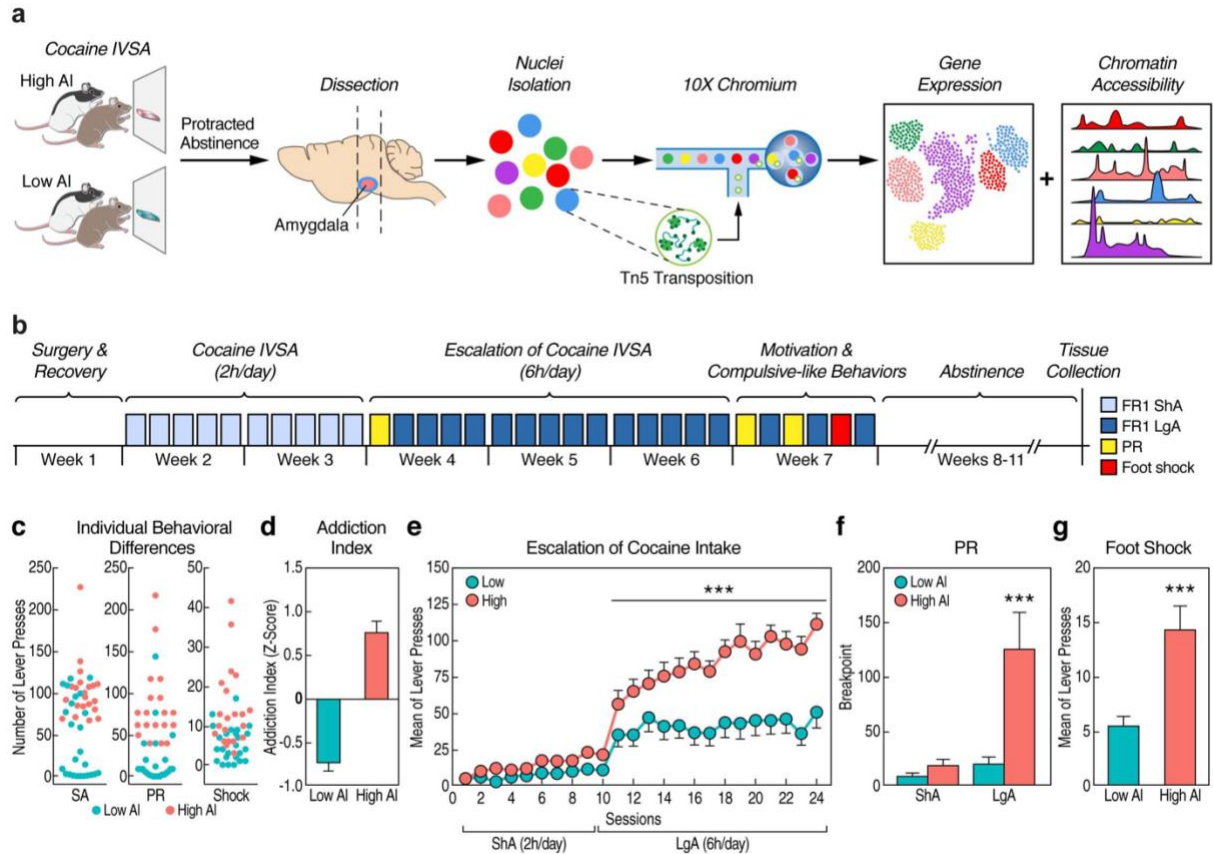 a
Cocaine IVSA
High AI
Low AI
Protracted
Abstinence
Dissection
Amygdala
Nuclei
Isolation
10X Chromium
Tn5 Transposition
Gene
Expression
+
Chromatin
Accessibility
b
Surgery &
Recovery
Cocaine IVSA
(2h/day)
Escalation of Cocaine IVSA
(6h/day)
Motivation &
Compulsive-like Behaviors
Abstinence
Tissue
Collection
Week 1
Week 2
Week 3
Week 4
Week 5
Week 6
Week 7
Weeks 8-11
FR1 ShA
FR1 LgA
PR
Foot shock
c
Individual Behavioral
Differences
Number of Lever Presses
250
200
150
100
50
0
SA
250
200
150
100
50
0
PR
50
40
30
20
10
0
Shock
Low AI
High AI
d
Addiction
Index
Addiction Index (Z-Score)
1.5
1.0
0.5
0
-0.5
-1.0
Low AI
High AI
e
Escalation of Cocaine Intake
Mean of Lever Presses
150
125
100
75
50
25
0
Low
High
***
0 2 4 6 8 10 12 14 16 18 20 22 24
Sessions
ShA (2h/day)
LgA (6h/day)
f
PR
Breakpoint
200
150
100
50
0
Low AI
High AI
***
ShA
LgA
g
Foot Shock
Mean of Lever Presses
20
15
10
5
0
***
Low AI
High AI